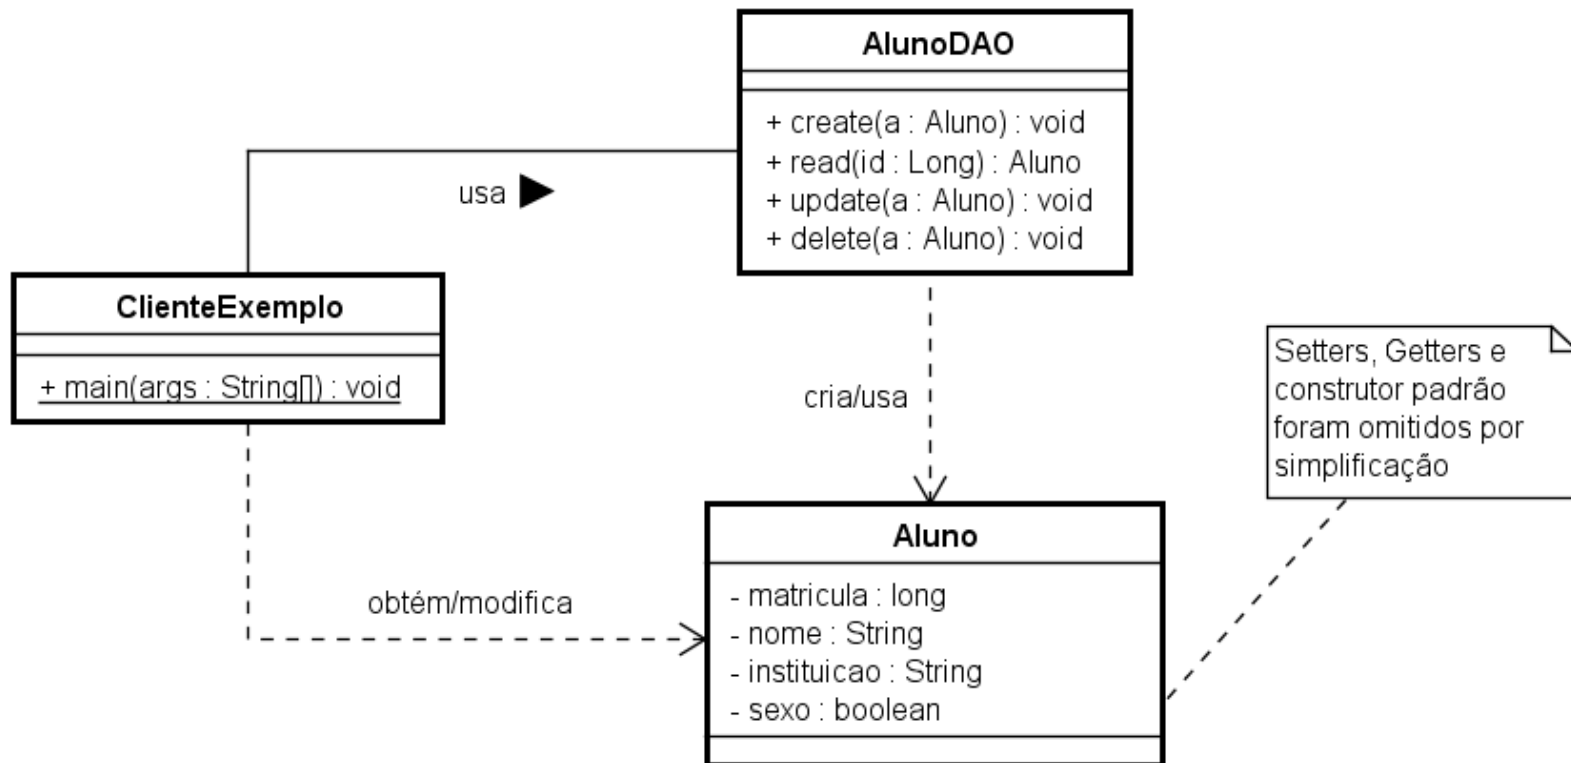 AlunoDAO
+ create(a : Aluno) : void
+ read(id : Long) : Aluno
+ update(a : Aluno) : void
+ delete(a : Aluno) : void
usa
ClienteExemplo
+ main(args : String[]) : void
cria/usa
Setters, Getters e
construtor padrão
foram omitidos por
simplificação
obtém/modifica
Aluno
- matricula : long
- nome : String
- instituicao : String
- sexo : boolean